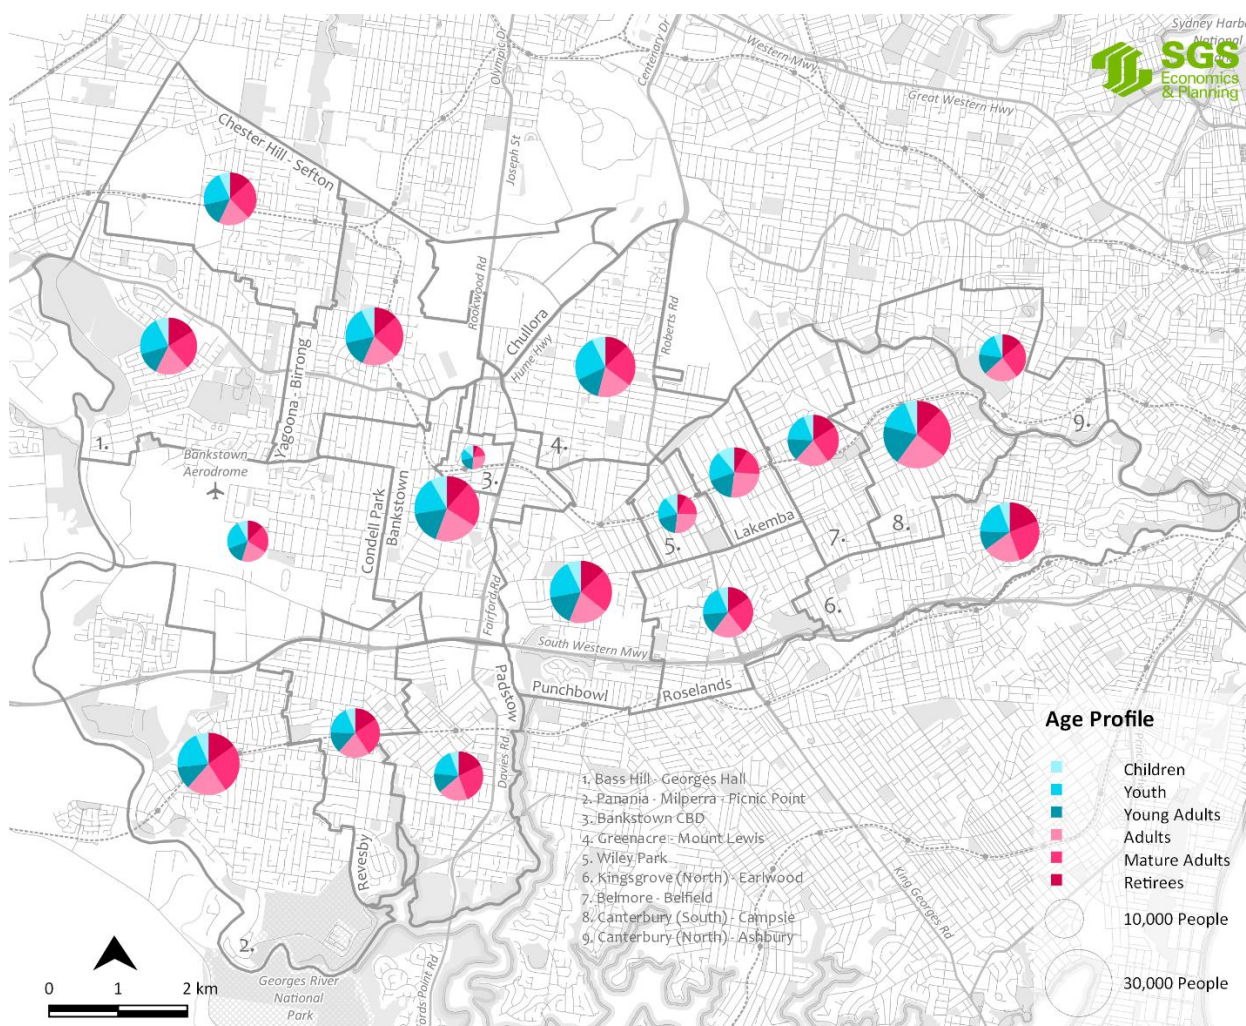 Sydney Harbo
National
SGS
Economics
& Planning
Olympic Dr
Centenary Dr
Western Mwy
Great Western Hwy
Chester Hill - Sefton
Joseph St
Rookwood Rd
Chullora
Hume Hwy
Roberts Rd
Yagoona - Birrong
1.
Bankstown
Aerodrome
Condell Park
Bankstown
3.
4.
5.
Lakemba
7.
8.
9.
6.
Fairford Rd
South Western Mwy
Punchbowl
Roselands
Padstow
Davies Rd
Revesby
2.
Georges River
National
Park
ords Point Rd
King Georges Rd
1. Bass Hill - Georges Hall
2. Panania - Milperra - Picnic Point
3. Bankstown CBD
4. Greenacre - Mount Lewis
5. Wiley Park
6. Kingsgrove (North) - Earlwood
7. Belmore - Belfield
8. Canterbury (South) - Campsie
9. Canterbury (North) - Ashbury
Age Profile
Children
Youth
Young Adults
Adults
Mature Adults
Retirees
10,000 People
30,000 People
0 1 2 km